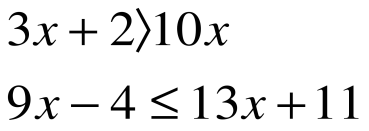 3x + 2⟩10x
9x − 4 ≤ 13x + 11